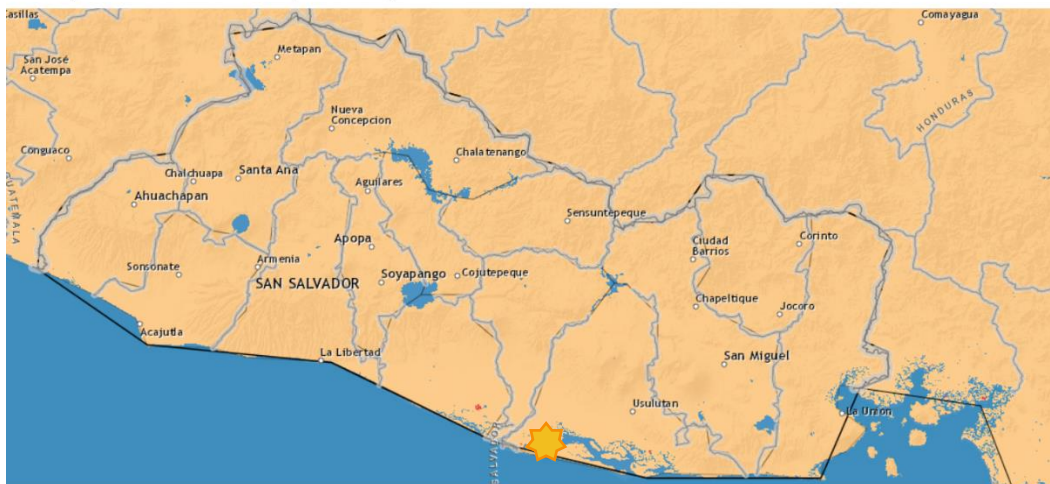 Casillas
Comayagua
San José
Acatempa
Metapan
HONDURAS
Nueva
Concepcion
Conguaco
Chalatenango
Chalchuapa
Santa Ana
Aguilares
GUATEMALA
Ahuachapan
Sensuntepeque
Apopa
Ciudad
Barrios
Corinto
Armenia
Sonsonate
SAN SALVADOR
Soyapango
Cojutepeque
Chapeltique
Jocoro
Acajutla
La Libertad
San Miguel
Usulutan
La Union
SALVADOR